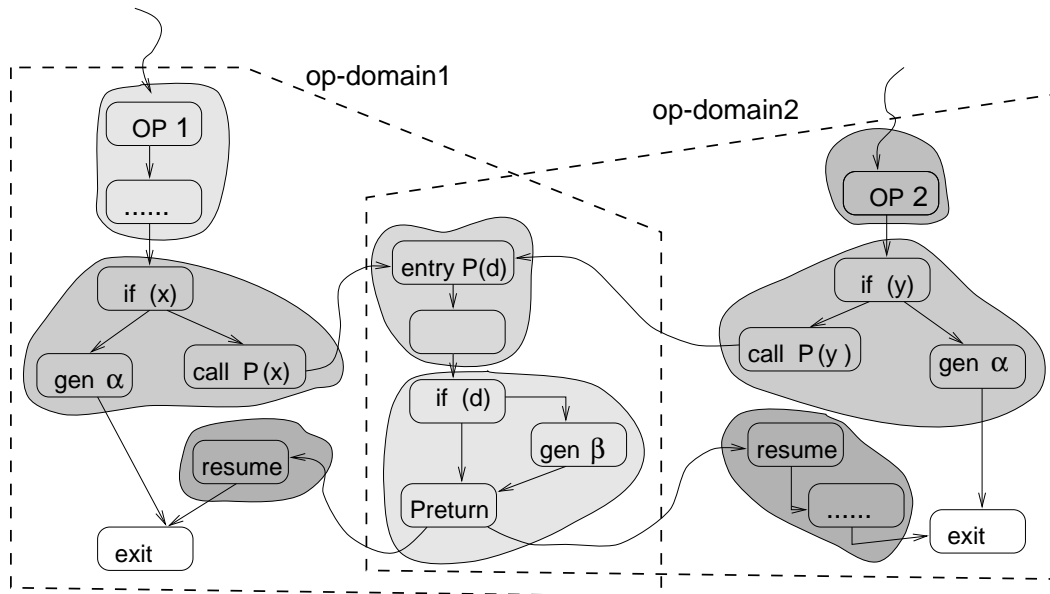 op-domain1
op-domain2
OP 1
......
if (x)
gen α
call P(x)
resume
exit
entry P(d)
if (d)
gen β
Preturn
OP 2
if (y)
call P(y)
gen α
resume
......
exit